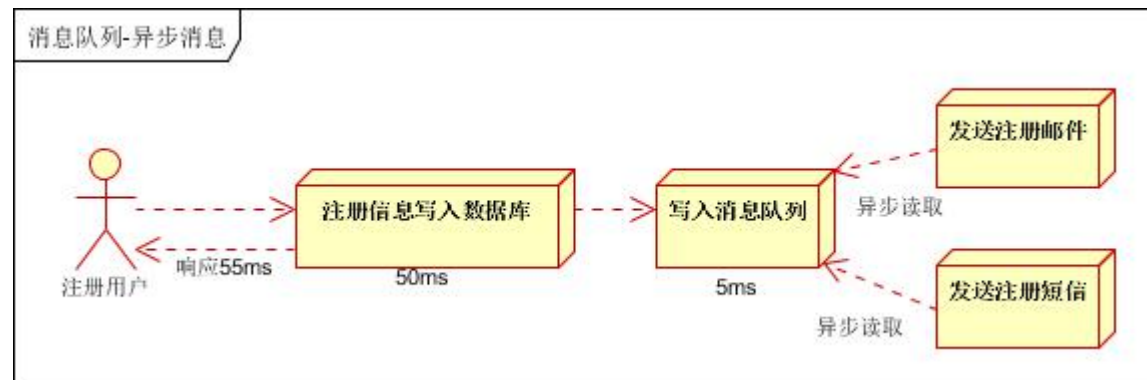 消息队列-异步消息
发送注册邮件
注册信息写入数据库
写入消息队列
异步读取
响应55ms
50ms
5ms
注册用户
发送注册短信
异步读取